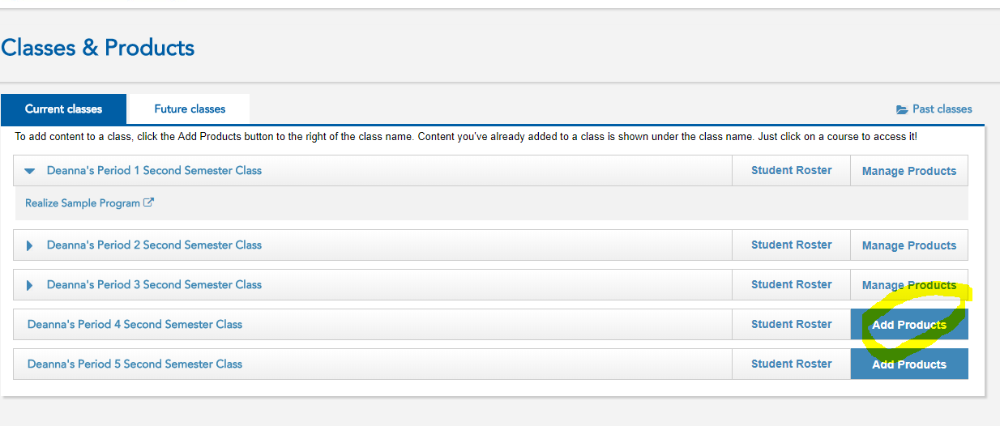 Classes & Products
Current classes
Future classes
Past classes
To add content to a class, click the Add Products button to the right of the class name. Content you've already added to a class is shown under the class name. Just click on a course to access it!
Deanna's Period 1 Second Semester Class
Student Roster
Manage Products
Realize Sample Program
Deanna's Period 2 Second Semester Class
Student Roster
Manage Products
Deanna's Period 3 Second Semester Class
Student Roster
Manage Products
Deanna's Period 4 Second Semester Class
Student Roster
Add Products
Deanna's Period 5 Second Semester Class
Student Roster
Add Products